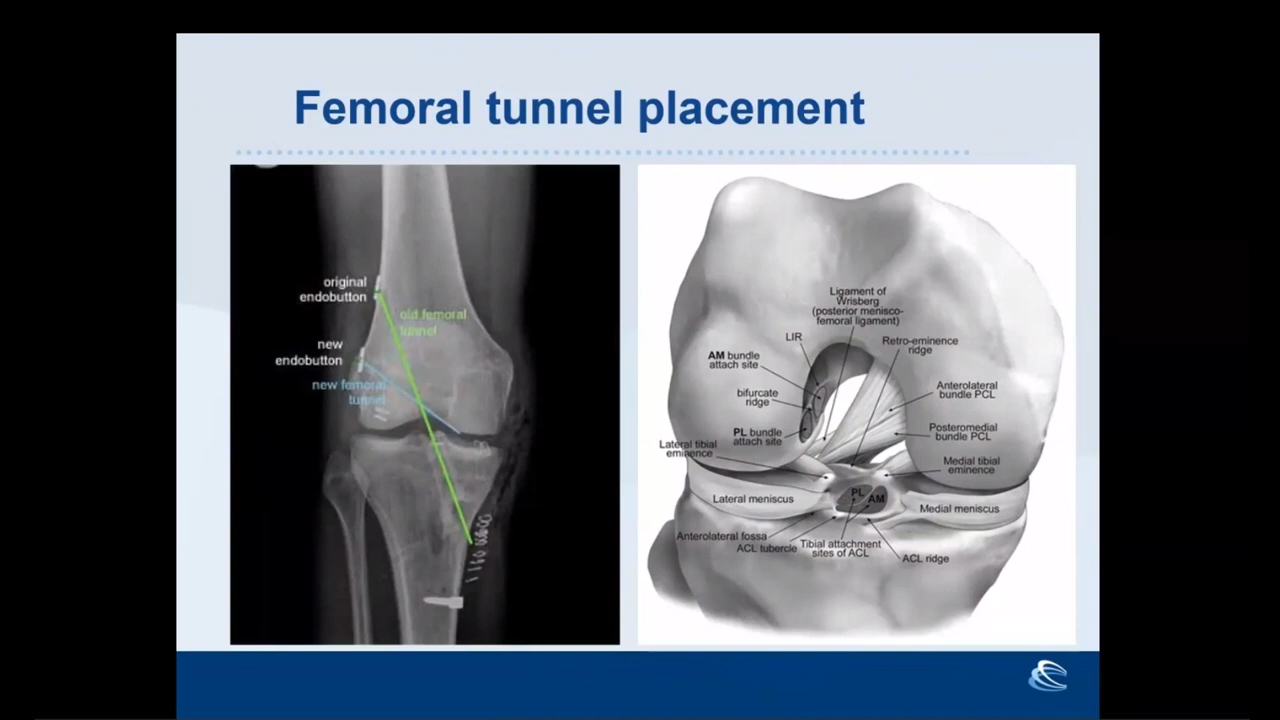 Femoral tunnel placement
original
endobutton
old femoral
tunnel
new
endobutton
new femoral
tunnel
Ligament of
Wrisberg
(posterior menisco-
femoral ligament)
LIR
Retro-eminence
ridge
AM bundle
attach site
bifurcate
ridge
Anterolateral
bundle PCL
PL bundle
attach site
Posteromedial
bundle PCL
Lateral tibial
eminence
Medial tibial
eminence
Lateral meniscus
PL
AM
Medial meniscus
Anterolateral fossa
ACL tubercle
Tibial attachment
sites of ACL
ACL ridge